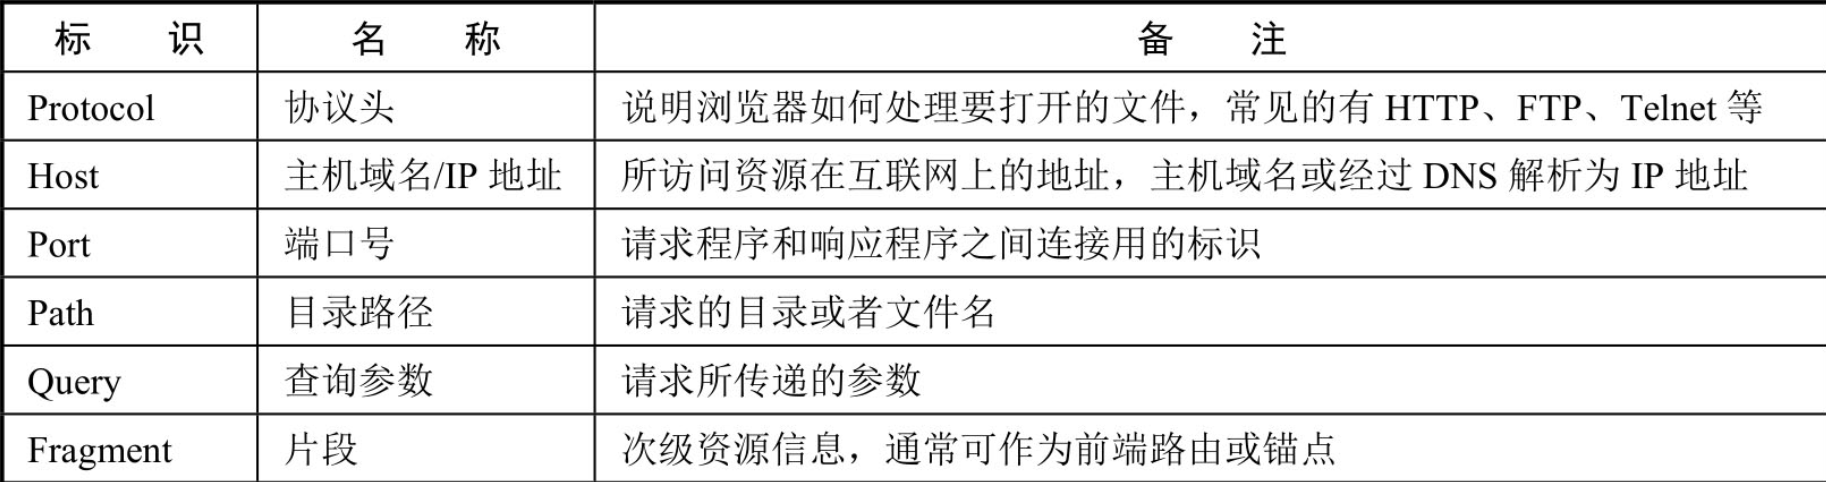 标 识 名 称 备 注
Protocol 协议头 说明浏览器如何处理要打开的文件，常见的有 HTTP、FTP、Telnet 等
Host 主机域名/IP 地址 所访问资源在互联网上的地址，主机域名或经过 DNS 解析为 IP 地址
Port 端口号 请求程序和响应程序之间连接用的标识
Path 目录路径 请求的目录或者文件名
Query 查询参数 请求所传递的参数
Fragment 片段 次级资源信息，通常可作为前端路由或锚点